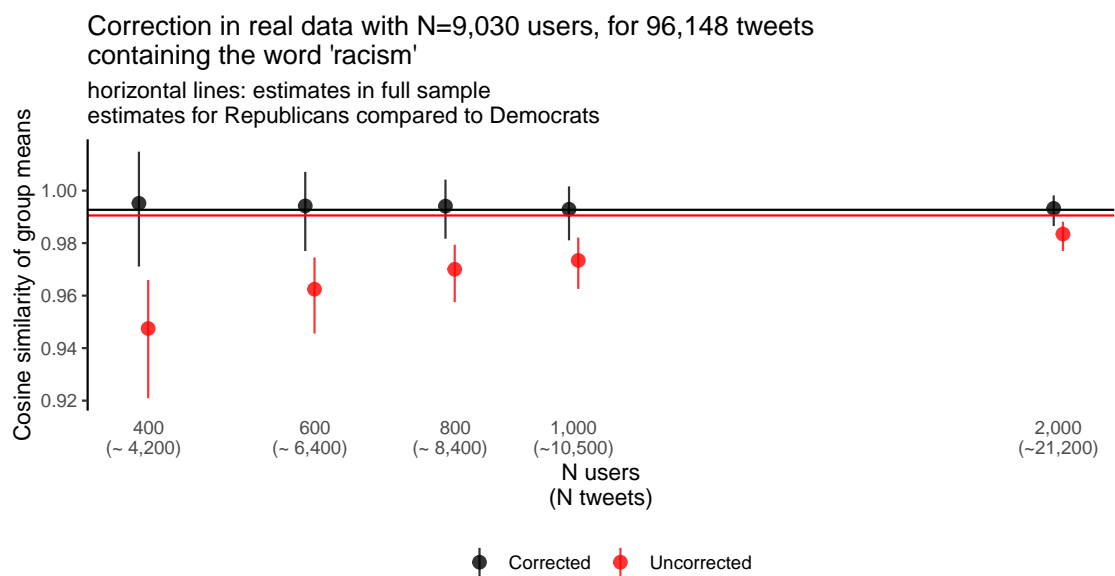 Correction in real data with N=9,030 users, for 96,148 tweets
containing the word 'racism'
horizontal lines: estimates in full sample
estimates for Republicans compared to Democrats
Cosine similarity of group means
1.00
0.98
0.96
0.94
0.92
400 600 800 1,000 2,000
(~ 4,200) (~ 6,400) (~ 8,400) (~10,500) (~21,200)
N users
(N tweets)
Corrected Uncorrected